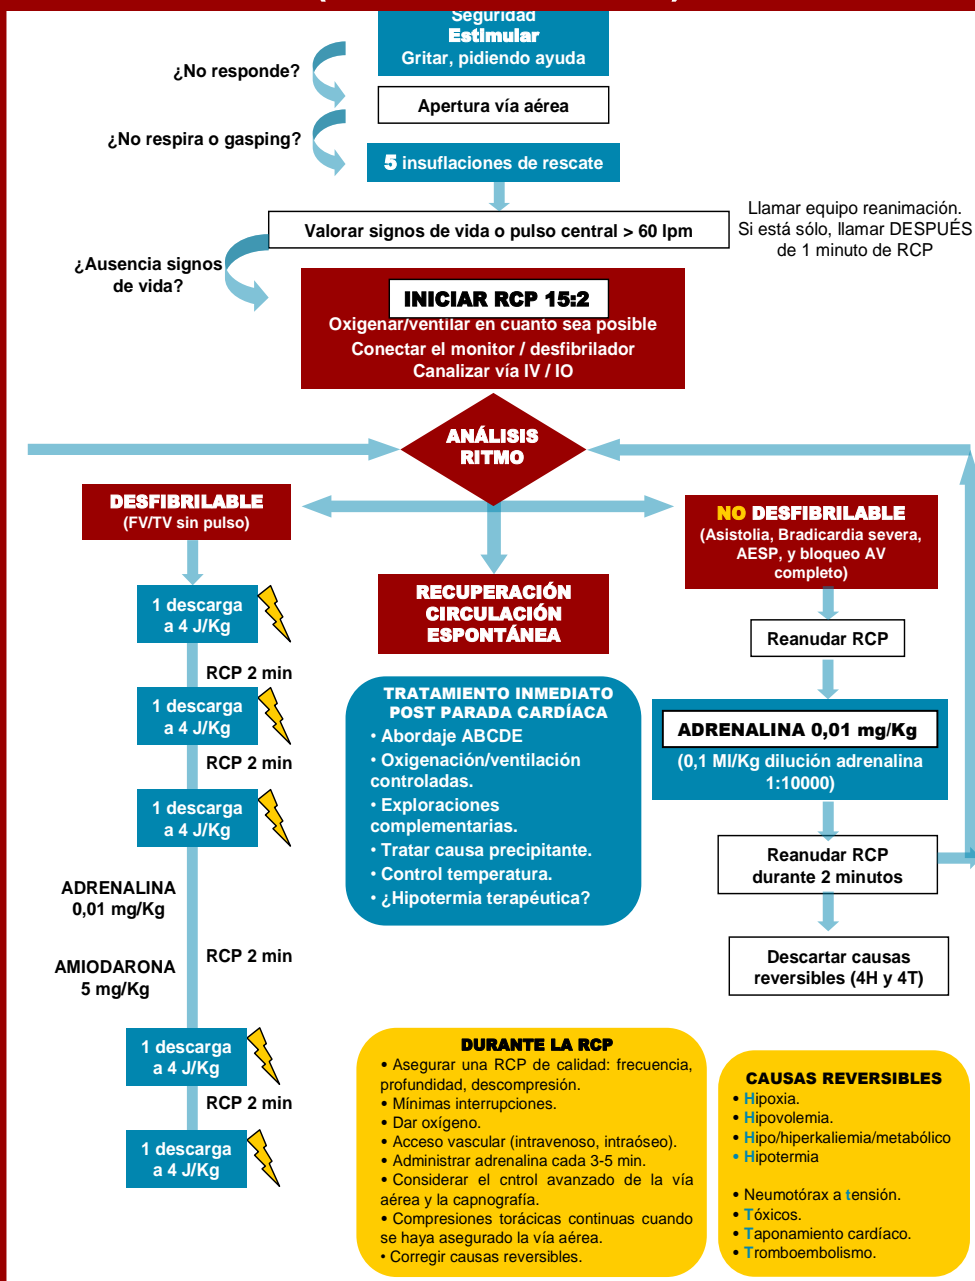 Seguridad
Estimular
Gritar, pidiendo ayuda
¿No responde?
Apertura vía aérea
¿No respira o gasping?
5 insuflaciones de rescate
Valorar signos de vida o pulso central > 60 lpm
Llamar equipo reanimación.
Si está sólo, llamar DESPUÉS
de 1 minuto de RCP
¿Ausencia signos
de vida?
INICIAR RCP 15:2
Oxigenar/ventilar en cuanto sea posible
Conectar el monitor / desfibrilador
Canalizar vía IV / IO
ANÁLISIS
RITMO
DESFIBRILABLE
(FV/TV sin pulso)
1 descarga
a 4 J/Kg
RCP 2 min
1 descarga
a 4 J/Kg
RCP 2 min
1 descarga
a 4 J/Kg
ADRENALINA
0,01 mg/Kg
RCP 2 min
AMIODARONA
5 mg/Kg
1 descarga
a 4 J/Kg
RCP 2 min
1 descarga
a 4 J/Kg
RECUPERACIÓN
CIRCULACIÓN
ESPONTÁNEA
TRATAMIENTO INMEDIATO
POST PARADA CARDÍACA
• Abordaje ABCDE
• Oxigenación/ventilación
controladas.
• Exploraciones
complementarias.
• Tratar causa precipitante.
• Control temperatura.
• ¿Hipotermia terapéutica?
NO DESFIBRILABLE
(Asistolia, Bradicardia severa,
AESP, y bloqueo AV
completo)
Reanudar RCP
ADRENALINA 0,01 mg/Kg
(0,1 Ml/Kg dilución adrenalina
1:10000)
Reanudar RCP
durante 2 minutos
Descartar causas
reversibles (4H y 4T)
DURANTE LA RCP
• Asegurar una RCP de calidad: frecuencia,
profundidad, descompresión.
• Mínimas interrupciones.
• Dar oxígeno.
• Acceso vascular (intravenoso, intraóseo).
• Administrar adrenalina cada 3-5 min.
• Considerar el cntrol avanzado de la vía
aérea y la capnografía.
• Compresiones torácicas continuas cuando
se haya asegurado la vía aérea.
• Corregir causas reversibles.
CAUSAS REVERSIBLES
• Hipoxia.
• Hipovolemia.
• Hipo/hiperkaliemia/metabólico
• Hipotermia
• Neumotórax a tensión.
• Tóxicos.
• Taponamiento cardíaco.
• Tromboembolismo.